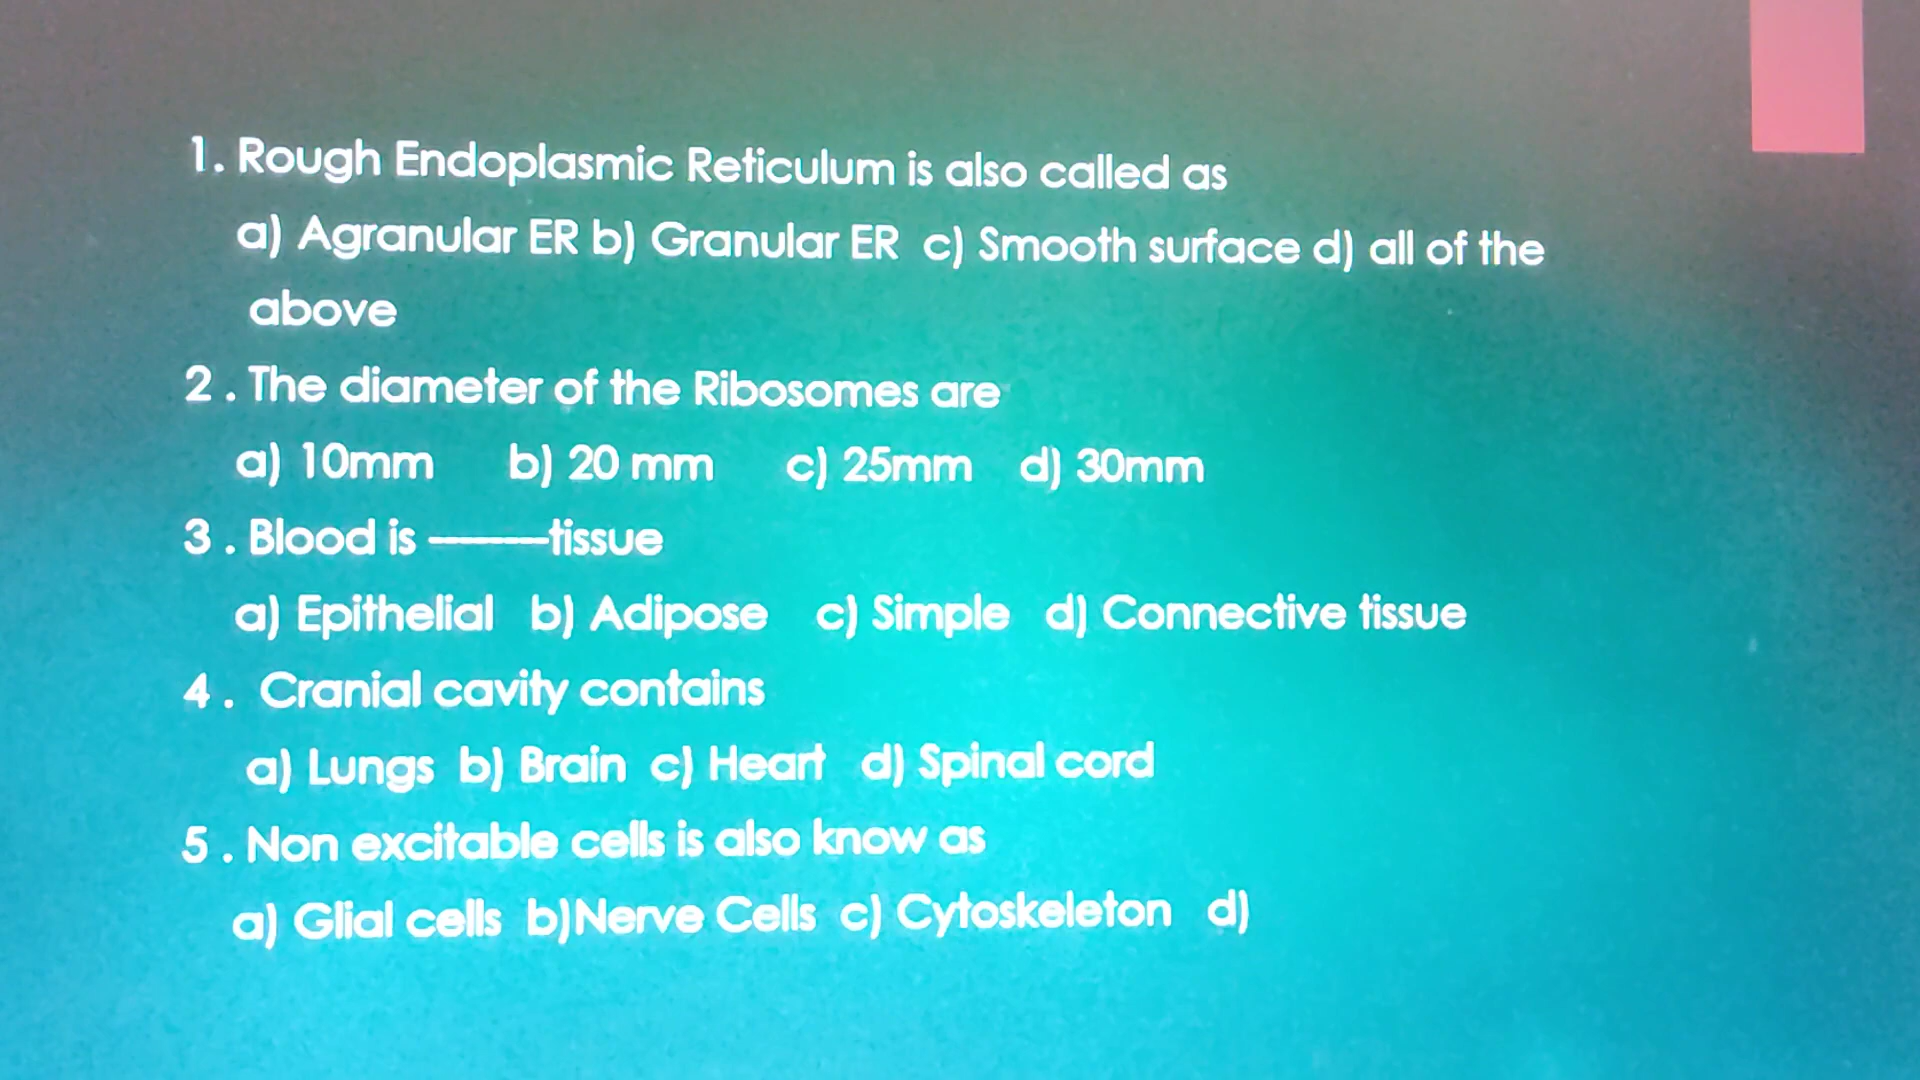 1. Rough Endoplasmic Reticulum is also called as
a) Agranular ER b) Granular ER c) Smooth surface d) all of the
above
2 . The diameter of the Ribosomes are
a) 10mm b) 20 mm c) 25mm d) 30mm
3 . Blood is ———tissue
a) Epithelial b) Adipose c) Simple d) Connective tissue
4 . Cranial cavity contains
a) Lungs b) Brain c) Heart d) Spinal cord
5 . Non excitable cells is also know as
a) Glial cells b)Nerve Cells c) Cytoskeleton d)